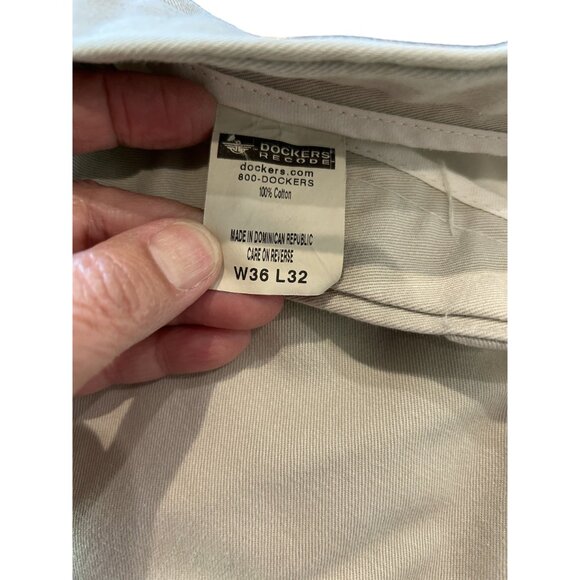 DOCKERS
RECODE
dockers.com
800-DOCKERS
100% Cotton
MADE IN DOMINICAN REPUBLIC
CARE ON REVERSE
W36 L32